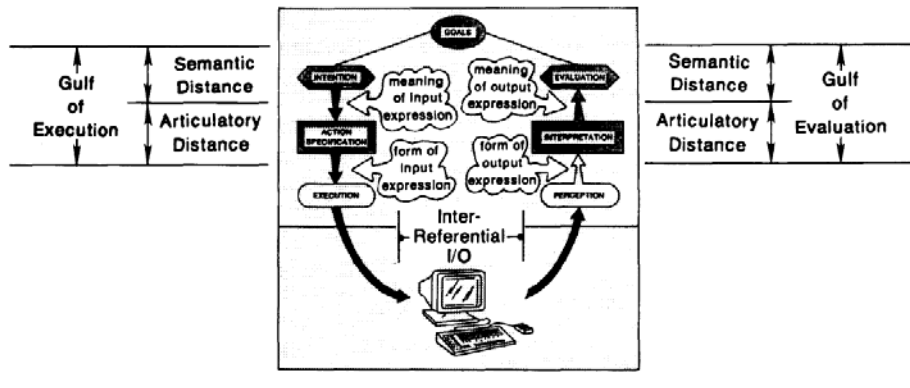 GOALS
Gulf
of
Execution
Semantic
Distance
Articulatory
Distance
INTENTION
meaning
of input
expression
ACTION
SPECIFICATION
form of
input
expression
EXECUTION
meaning
of output
expression
EVALUATION
INTERPRETATION
form of
output
expression
PERCEPTION
Inter-
Referential
I/O
Semantic
Distance
Articulatory
Distance
Gulf
of
Evaluation